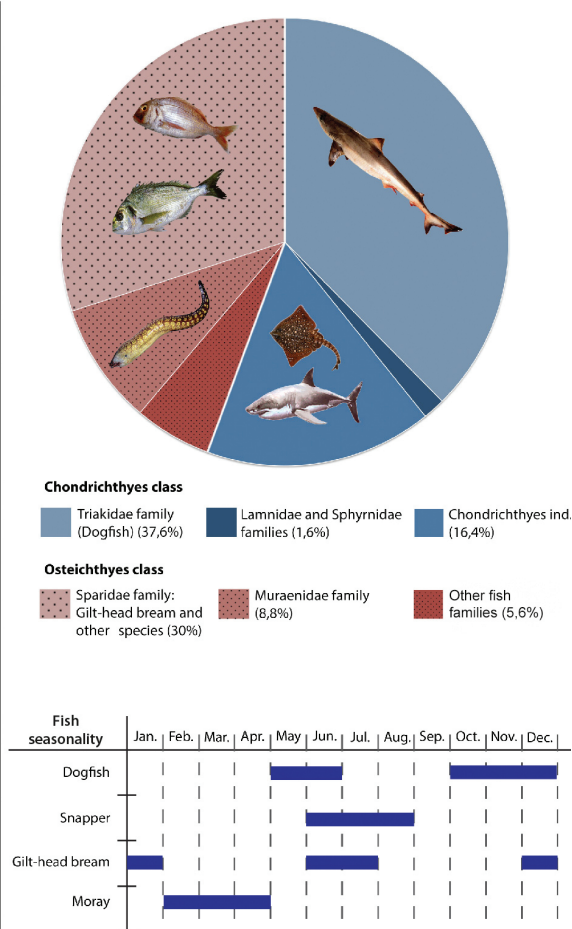 Chondrichthyes class
Triakidae family
(Dogfish) (37,6%)
Lamnidae and Sphyrnidae
families (1,6%)
Chondrichthyes ind.
(16,4%)
Osteichthyes class
Sparidae family:
Gilt-head bream and
other species (30%)
Muraenidae family
(8,8%)
Other fish
families (5,6%)
Fish
seasonality
Jan. Feb. Mar. Apr. May Jun. Jul. Aug. Sep. Oct. Nov. Dec.
Dogfish
Snapper
Gilt-head bream
Moray